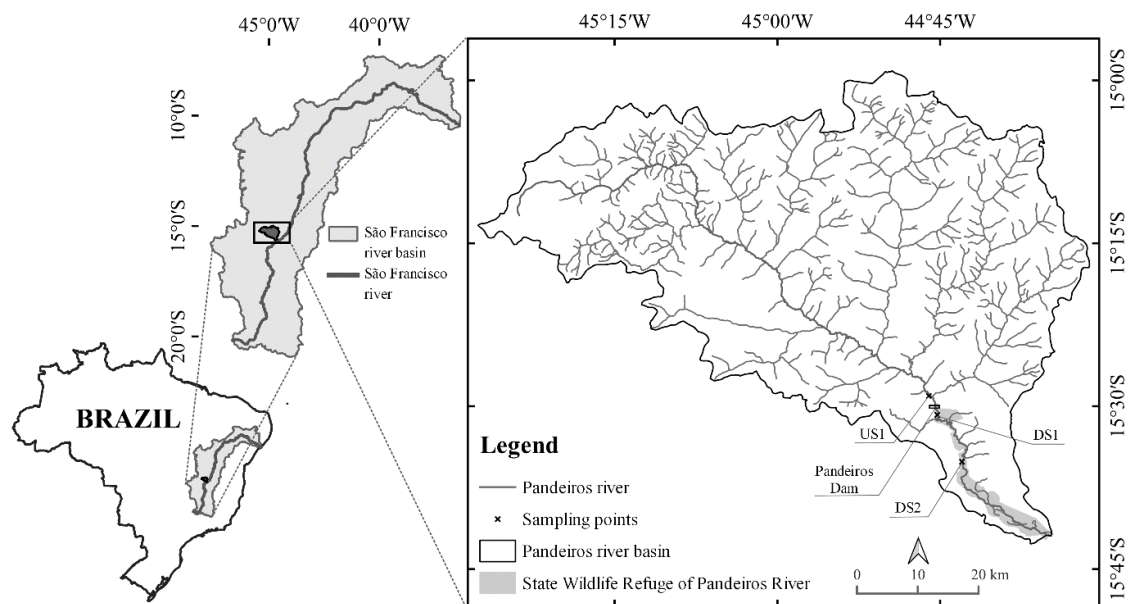 45°0'W 40°0'W
10°0'S
15°0'S
20°0'S
São Francisco
river basin
São Francisco
river
BRAZIL
45°15'W 45°00'W 44°45'W
15°00'S
15°15'S
15°30'S
15°45'S
US1
DS1
Pandeiros
Dam
DS2
Legend
Pandeiros river
Sampling points
Pandeiros river basin
State Wildlife Refuge of Pandeiros River
0 10 20 km